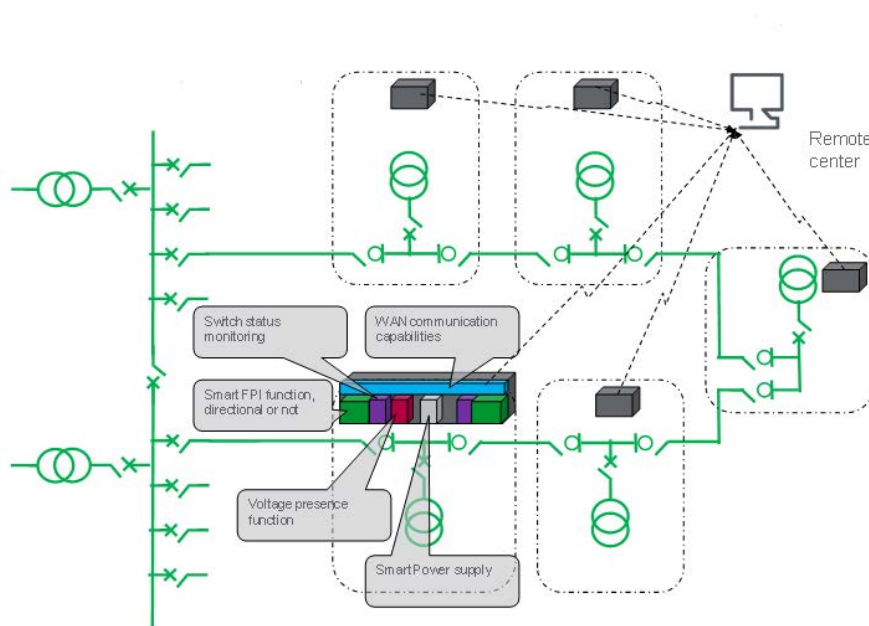 Remote
center
Switch status
monitoring
WAN communication
capabilities
Smart FPI function,
directional or not
Voltage presence
function
SmartPower supply